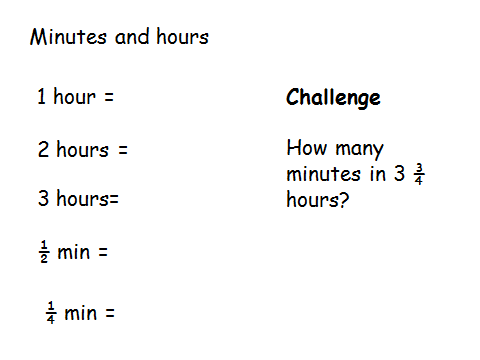 Minutes and hours
1 hour =
2 hours =
3 hours=
½ min =
¼ min =
Challenge
How many
minutes in 3 ¾
hours?